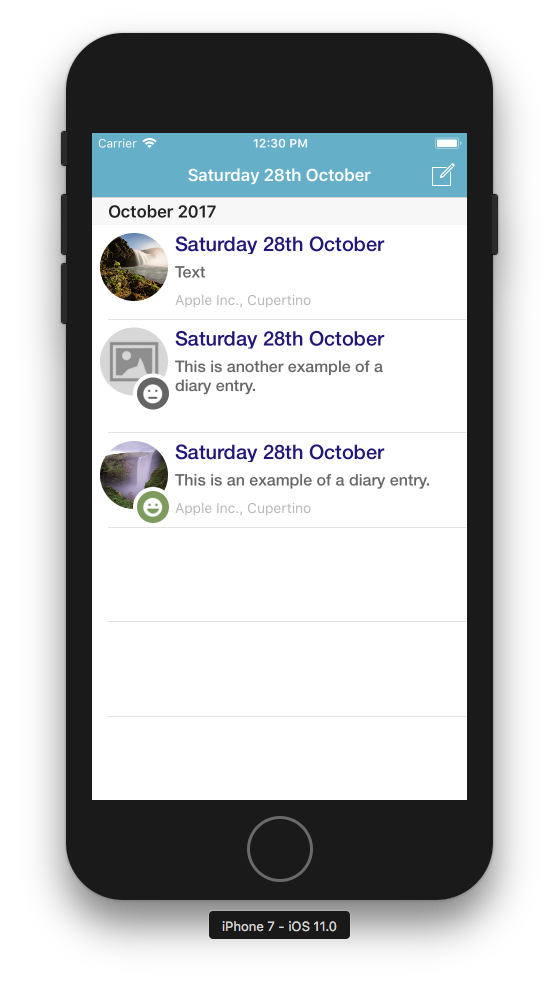 Carrier 12:30 PM
Saturday 28th October
October 2017
Saturday 28th October
Text
Apple Inc., Cupertino
Saturday 28th October
This is another example of a
diary entry.
Saturday 28th October
This is an example of a diary entry.
Apple Inc., Cupertino
iPhone 7 - iOS 11.0